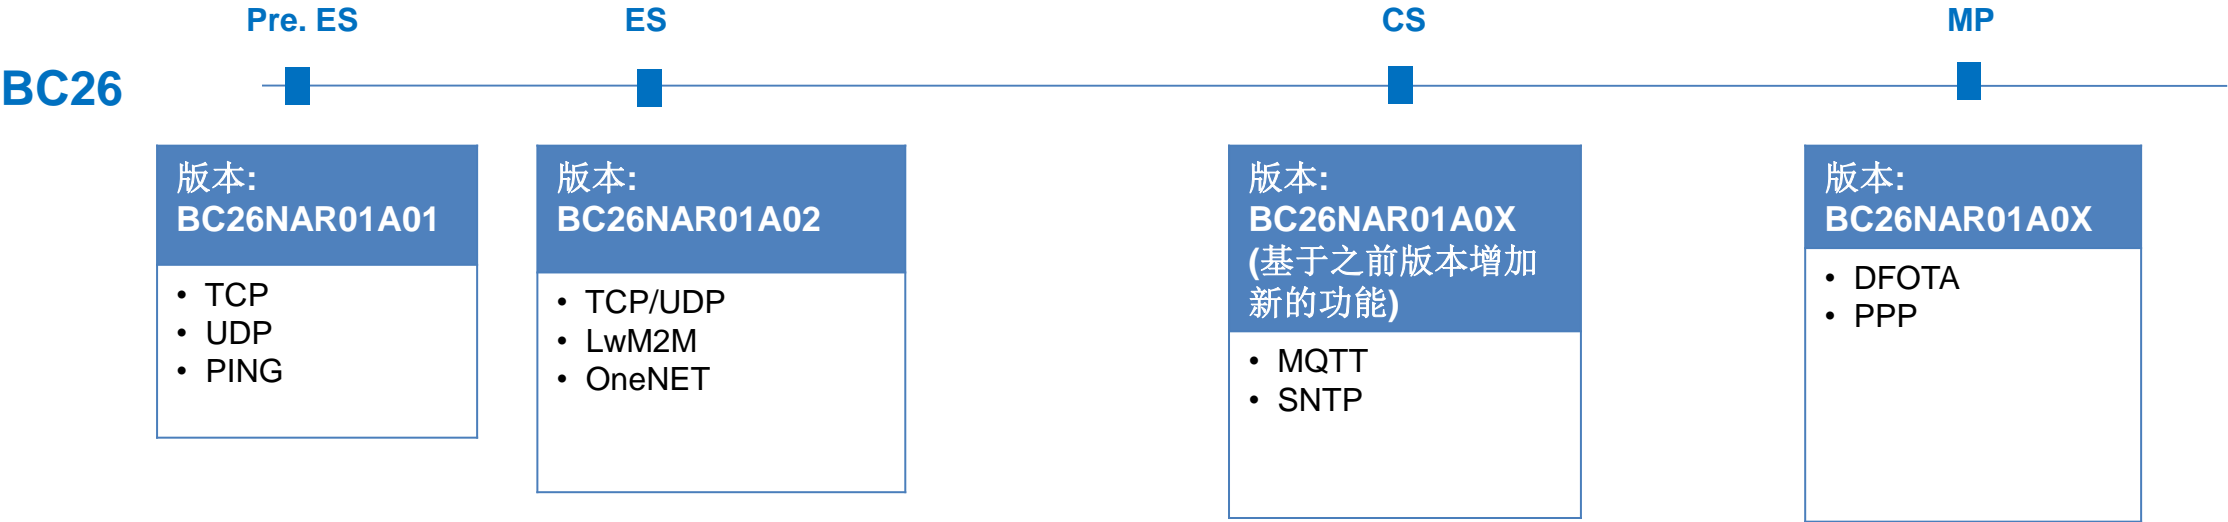 Pre. ES
ES
CS
MP
BC26
版本:
BC26NAR01A01
• TCP
• UDP
• PING
版本:
BC26NAR01A02
• TCP/UDP
• LwM2M
• OneNET
版本:
BC26NAR01A0X
(基于之前版本增加
新的功能)
• MQTT
• SNTP
版本:
BC26NAR01A0X
• DFOTA
• PPP